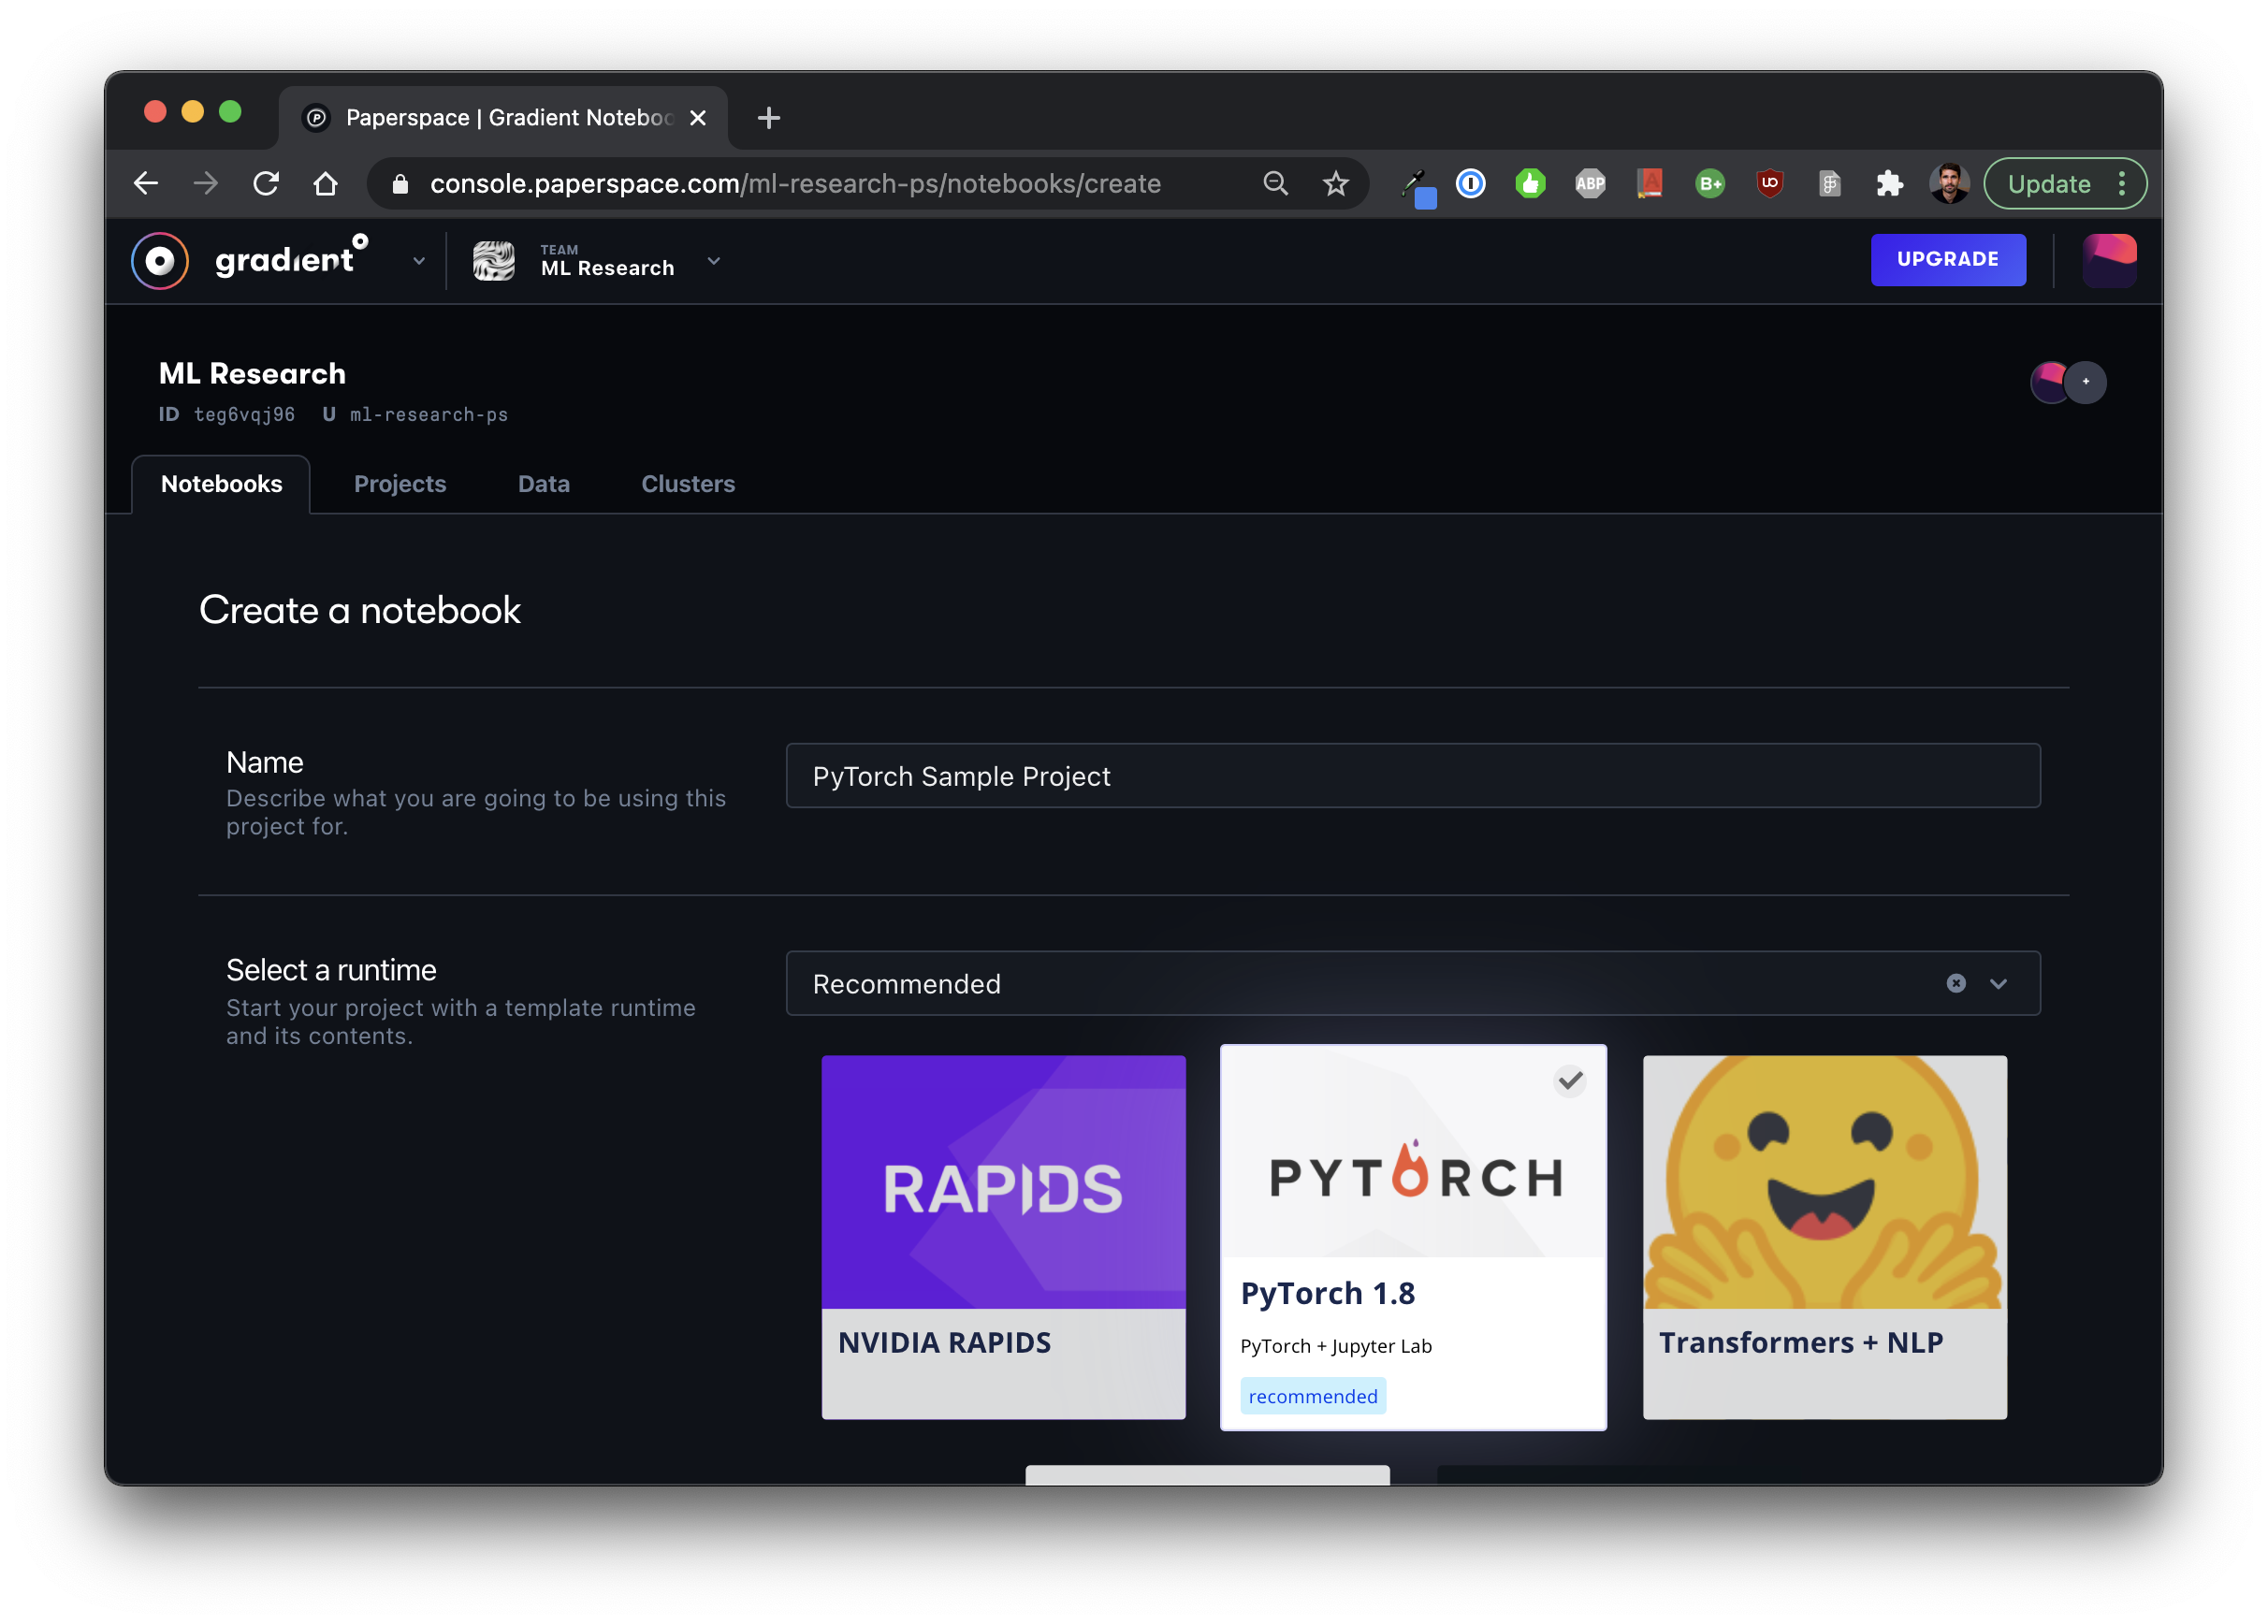 Paperspace | Gradient Noteboo
console.paperspace.com/ml-research-ps/notebooks/create
ABP
A
B+
Update
gradient
TEAM
ML Research
UPGRADE
ML Research
ID teg6vqj96 U ml-research-ps
Notebooks Projects Data Clusters
Create a notebook
Name
Describe what you are going to be using this
project for.
PyTorch Sample Project
Select a runtime
Start your project with a template runtime
and its contents.
Recommended
RAPIDS
NVIDIA RAPIDS
PYTORCH
PyTorch 1.8
PyTorch + Jupyter Lab
recommended
Transformers + NLP